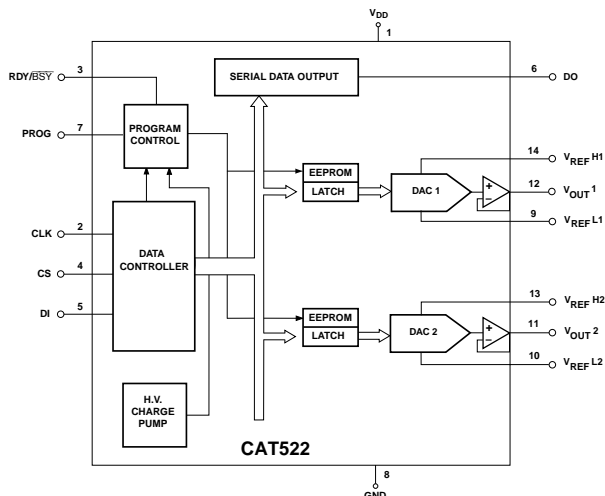 VDD
1
RDY/BSY
3
SERIAL DATA OUTPUT
6
DO
PROG
7
PROGRAM
CONTROL
14
VREFH1
EEPROM
LATCH
DAC 1
+
–
12
VOUT1
9
VREFL1
CLK
2
CS
4
DI
5
DATA
CONTROLLER
13
VREFH2
EEPROM
LATCH
DAC 2
+
–
11
VOUT2
10
VREFL2
H.V.
CHARGE
PUMP
CAT522
8
GND